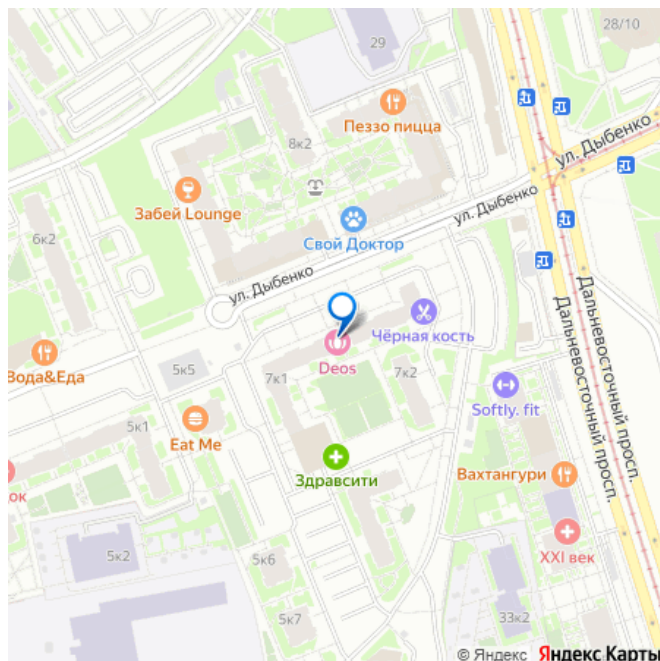 28/10
29
Пеззо пицца
ул. Дыбенко
8к2
Забей Lounge
ул. Дыбенко
Свой Доктор
6к2
ул. Дыбенко
Чёрная кость
Вода&Еда
5к5
Deos
7к1
7к2
Дальневосточный просп.
Дальневосточный просп.
Softly. fit
5к1
Eat Me
Здравсити
Вахтангури
док
XXI век
5к2
5к6
5к7
33к2
© Яндекс Яндекс Карты